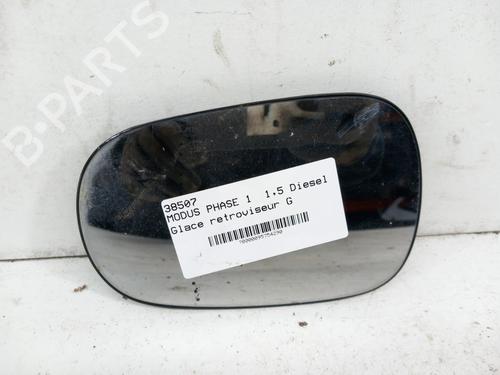 B-PARTS
38507
MODUS PHASE 1 1.5 Diesel
Glace retroviseur G